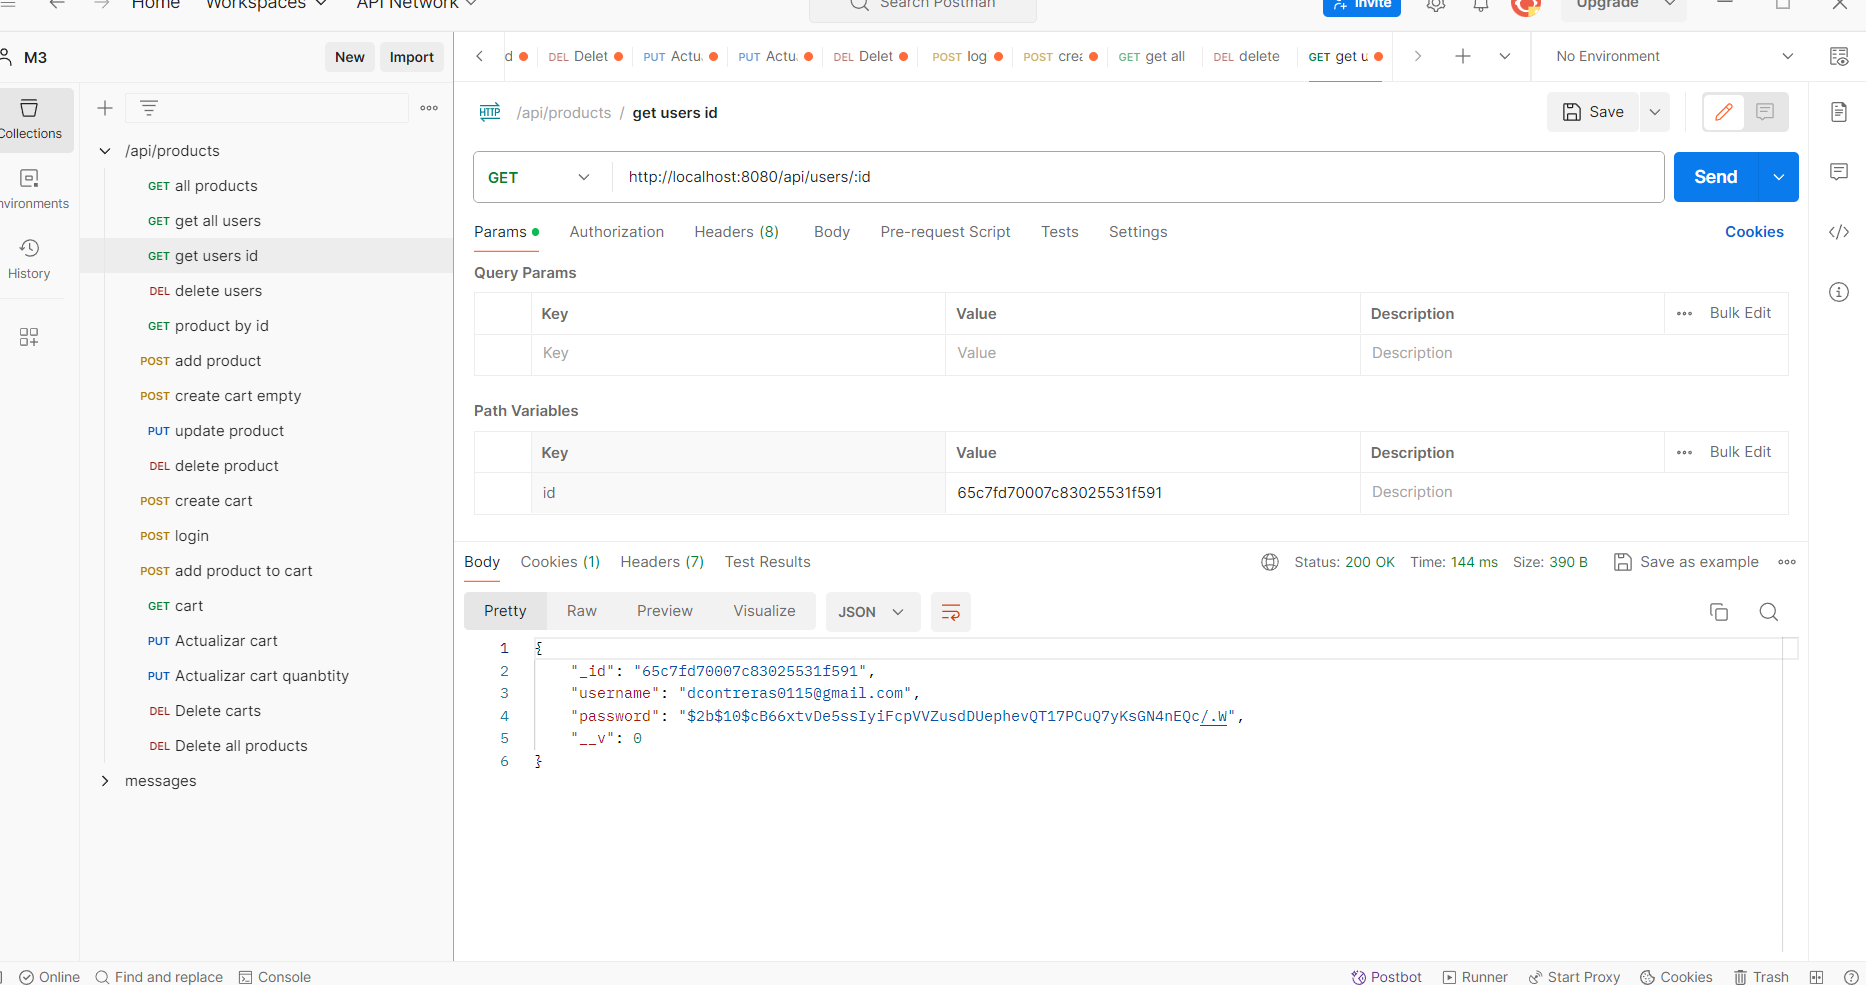 Home Workspaces API Network Search Postman Invite Upgrade
M3 New Import
d DEL Delet PUT Actu PUT Actu DEL Delet POST log POST crea GET get all DEL delete GET get u No Environment
Collections
Environments
History
/api/products
GET all products
GET get all users
GET get users id
DEL delete users
GET product by id
POST add product
POST create cart empty
PUT update product
DEL delete product
POST create cart
POST login
POST add product to cart
GET cart
PUT Actualizar cart
PUT Actualizar cart quanbtity
DEL Delete carts
DEL Delete all products
messages
HTTP /api/products / get users id Save
GET http://localhost:8080/api/users/:id Send
Params Authorization Headers (8) Body Pre-request Script Tests Settings Cookies
Query Params
Key Value Description Bulk Edit
Key Value Description
Path Variables
Key Value Description Bulk Edit
id 65c7fd70007c83025531f591 Description
Body Cookies (1) Headers (7) Test Results Status: 200 OK Time: 144 ms Size: 390 B Save as example
Pretty Raw Preview Visualize JSON
1 {
2 "_id": "65c7fd70007c83025531f591",
3 "username": "dcontreras0115@gmail.com",
4 "password": "$2b$10$cB66xtvDe5ssIyiFcpVVZusdDUephevQT17PCuQ7yKsGN4nEQc/.W",
5 "__v": 0
6 }
Online Find and replace Console Postbot Runner Start Proxy Cookies Trash